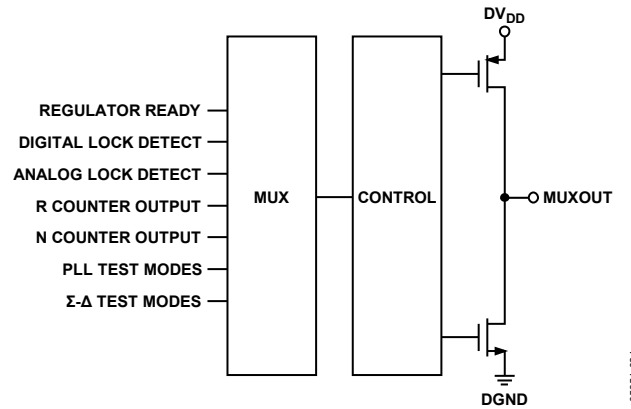 DVDD
REGULATOR READY
DIGITAL LOCK DETECT
ANALOG LOCK DETECT
R COUNTER OUTPUT
N COUNTER OUTPUT
PLL TEST MODES
Σ-Δ TEST MODES
MUX
CONTROL
MUXOUT
DGND